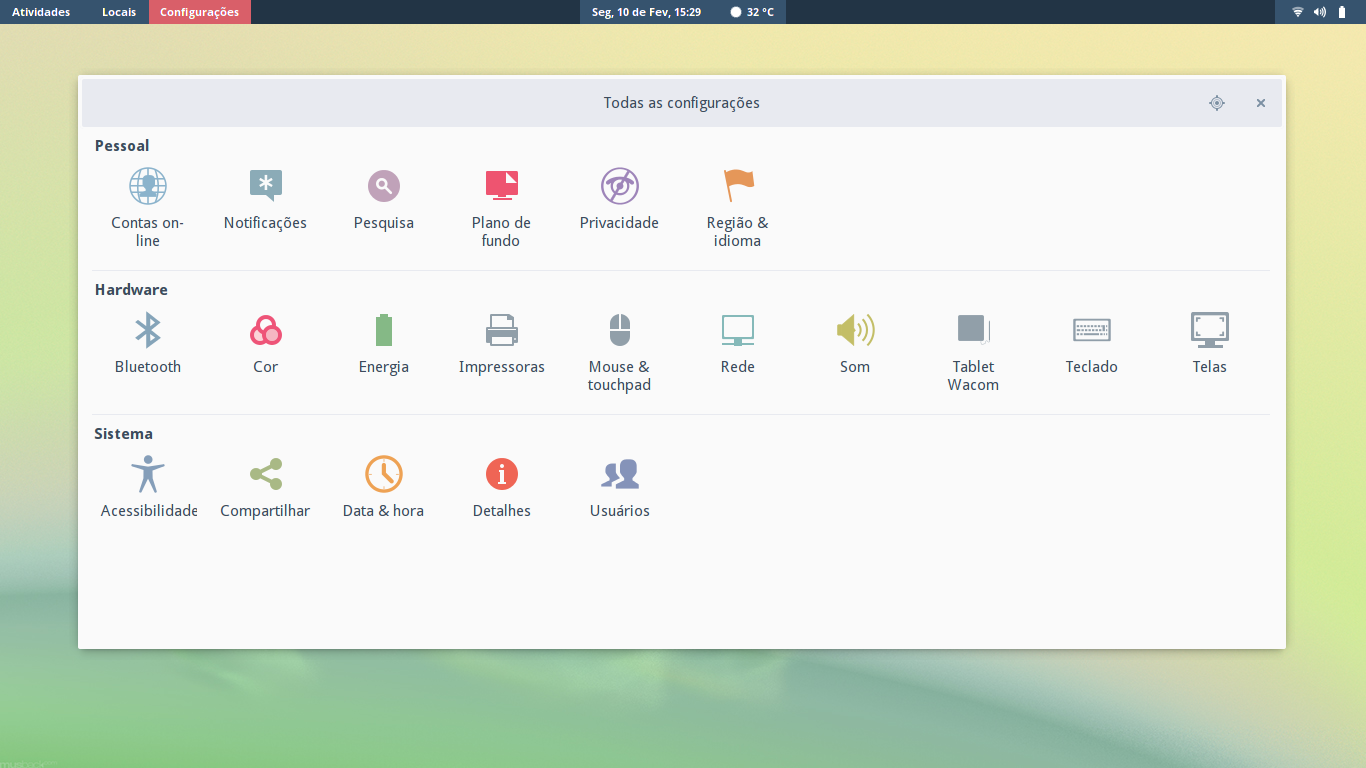 Atividades Locais Configurações Seg, 10 de Fev, 15:29 32 °C
Todas as configurações
Pessoal
Contas on-
line
Notificações
Pesquisa
Plano de
fundo
Privacidade
Região &
idioma
Hardware
Bluetooth
Cor
Energia
Impressoras
Mouse &
touchpad
Rede
Som
Tablet
Wacom
Teclado
Telas
Sistema
Acessibilidade
Compartilhar
Data & hora
Detalhes
Usuários